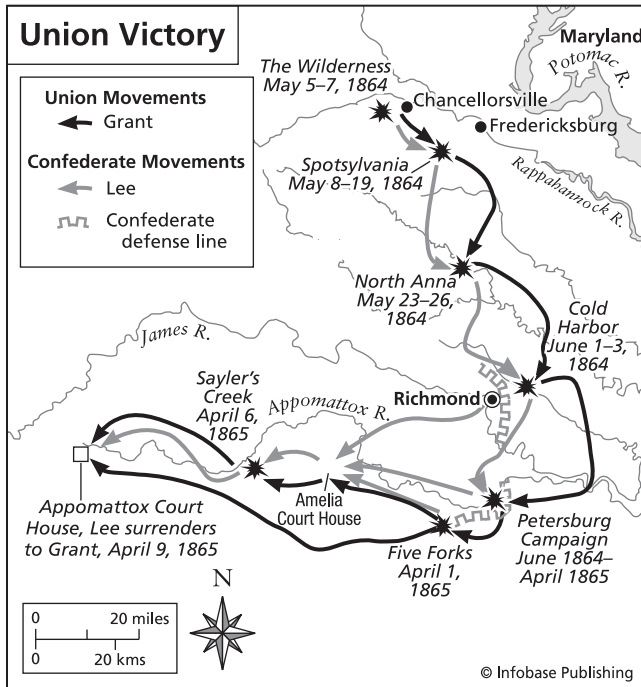 Union Victory
Union Movements
Grant
Confederate Movements
Lee
Confederate
defense line
Maryland
Potomac R.
The Wilderness
May 5–7, 1864
Chancellorsville
Fredericksburg
Spotsylvania
May 8–19, 1864
Rappahannock R.
North Anna
May 23–26,
1864
Cold
Harbor
June 1–3,
1864
James R.
Sayler's
Creek
April 6,
1865
Appomattox R.
Richmond
Amelia
Court House
Appomattox Court
House, Lee surrenders
to Grant, April 9, 1865
Five Forks
April 1,
1865
Petersburg
Campaign
June 1864–
April 1865
N
0 20 miles
0 20 kms
© Infobase Publishing